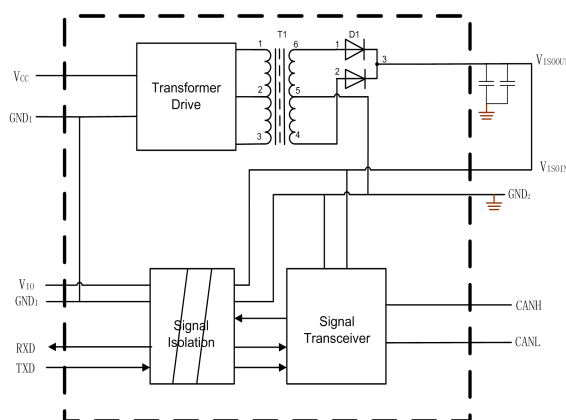 T1
D1
1
6
1
3
2
VISOOUT
VCC
Transformer
Drive
2
5
GND1
3
4
VISOIN
GND2
VIO
GND1
Signal
Isolation
Signal
Transceiver
CANH
CANL
RXD
TXD